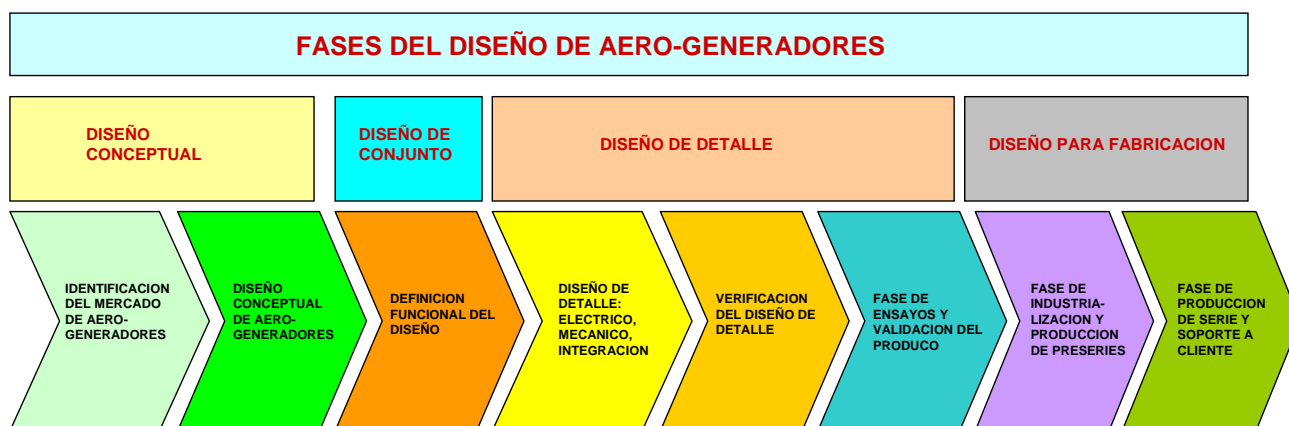 FASES DEL DISEÑO DE AERO-GENERADORES
DISEÑO
CONCEPTUAL
DISEÑO DE
CONJUNTO
DISEÑO DE DETALLE
DISEÑO PARA FABRICACION
IDENTIFICACION
DEL MERCADO
DE AERO-
GENERADORES
DISEÑO
CONCEPTUAL
DE AERO-
GENERADORES
DEFINICION
FUNCIONAL DEL
DISEÑO
DISEÑO DE
DETALLE:
ELECTRICO,
MECANICO,
INTEGRACION
VERIFICACION
DEL DISEÑO DE
DETALLE
FASE DE
ENSAYOS Y
VALIDACION DEL
PRODUCO
FASE DE
INDUSTRIA-
LIZACION Y
PRODUCCION
DE PRESERIES
FASE DE
PRODUCCION
DE SERIE Y
SOPORTE A
CLIENTE